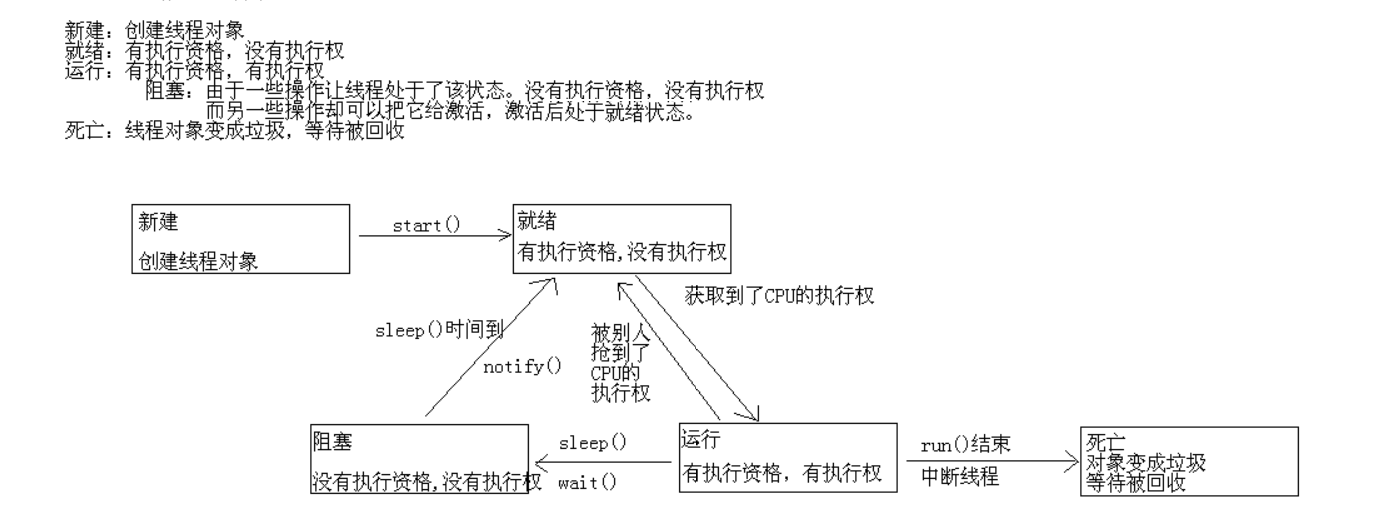 新建：创建线程对象
就绪：有执行资格，没有执行权
运行：有执行资格，有执行权
阻塞：由于一些操作让线程处于了该状态。没有执行资格，没有执行权
而另一些操作却可以把它给激活，激活后处于就绪状态。
死亡：线程对象变成垃圾，等待被回收
新建
创建线程对象
start()
就绪
有执行资格,没有执行权
获取到了CPU的执行权
sleep()时间到
notify()
被别人
抢到了
CPU的
执行权
阻塞
没有执行资格,没有执行权
sleep()
wait()
运行
有执行资格，有执行权
run()结束
中断线程
死亡
对象变成垃圾
等待被回收